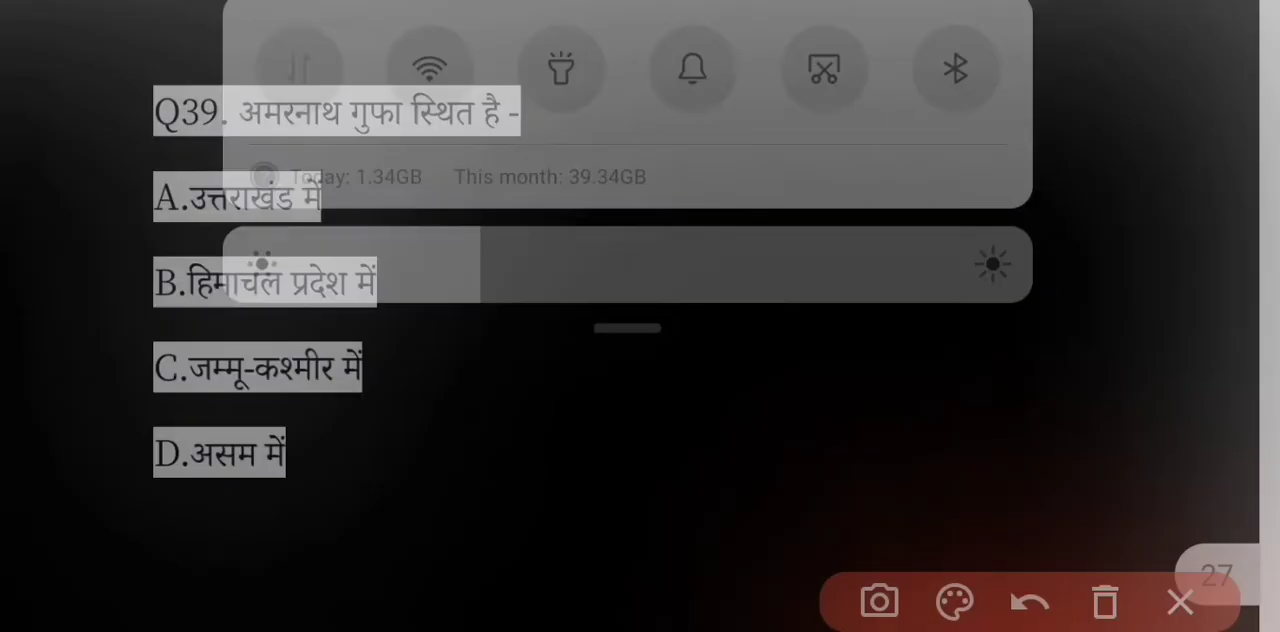 Q39. अमरनाथ गुफा स्थित है -
Today: 1.34GB This month: 39.34GB
A.उत्तराखंड में
B.हिमाचल प्रदेश में
C.जम्मू-कश्मीर में
D.असम में
27